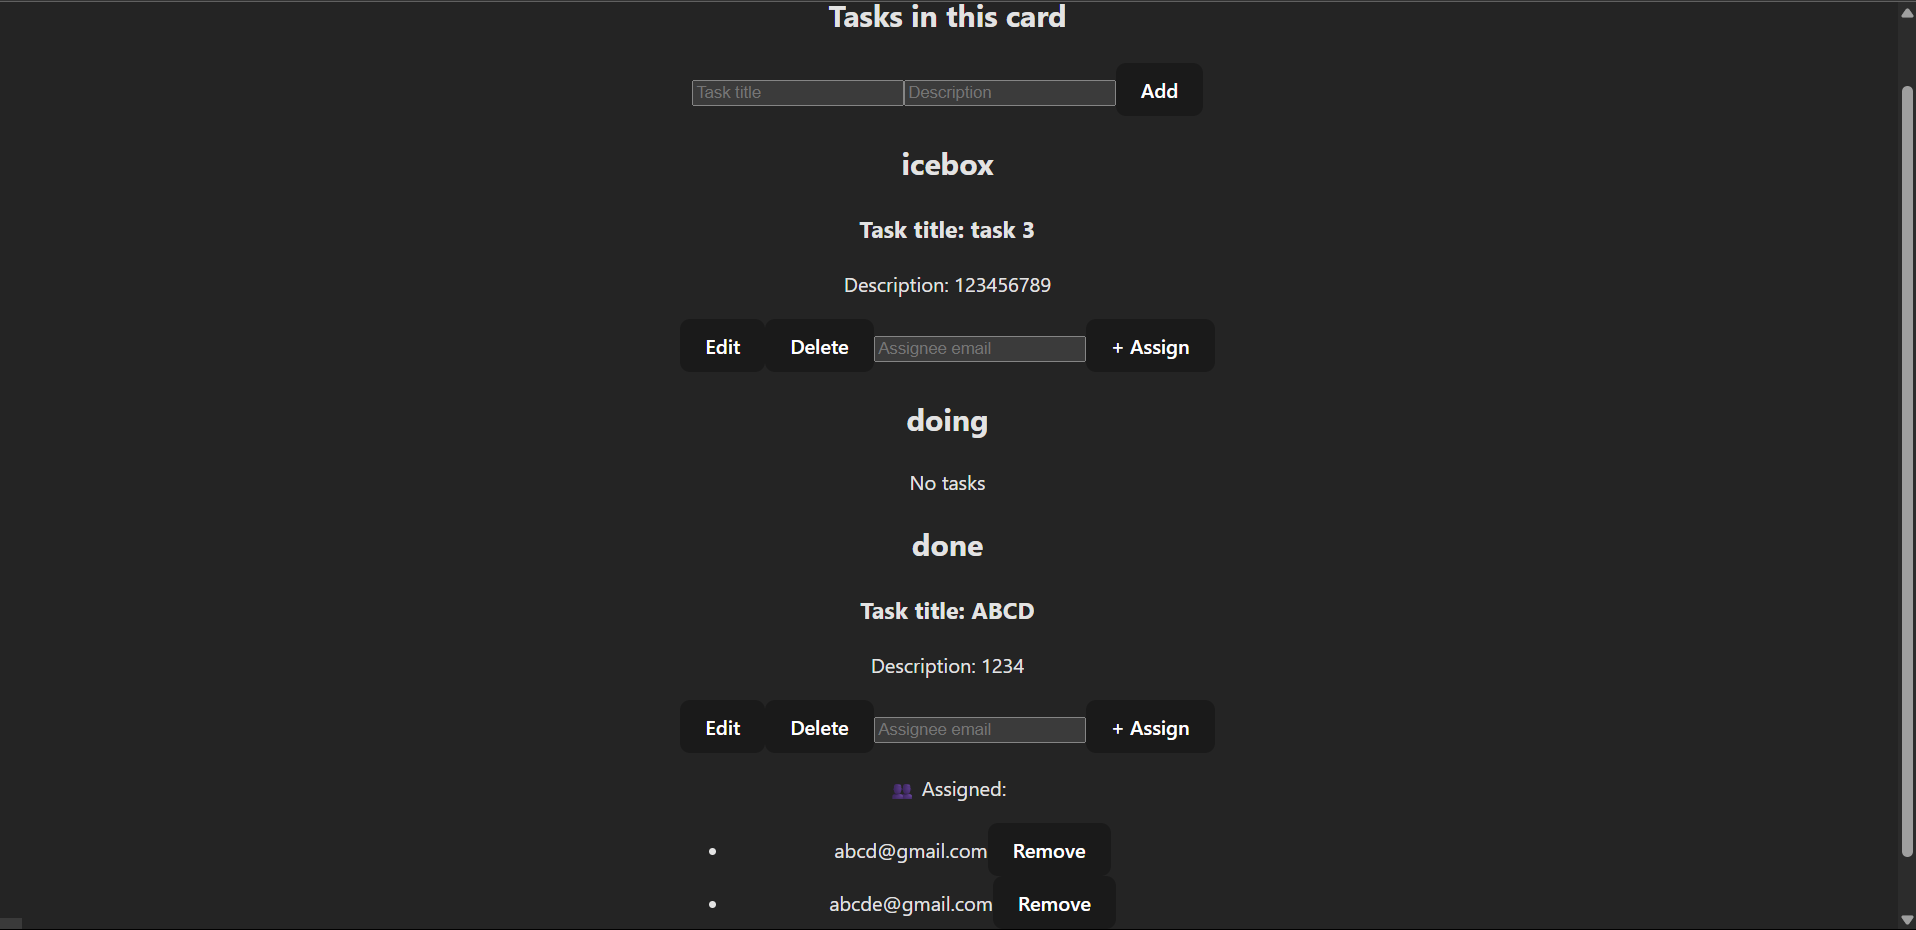 Tasks in this card
Task title Description Add
icebox
Task title: task 3
Description: 123456789
Edit Delete Assignee email + Assign
doing
No tasks
done
Task title: ABCD
Description: 1234
Edit Delete Assignee email + Assign
👥 Assigned:
• abcd@gmail.com Remove
• abcde@gmail.com Remove